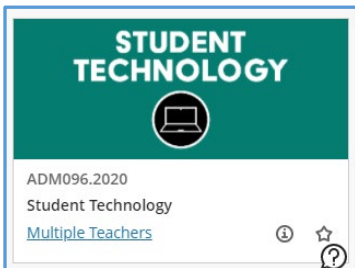 STUDENT
TECHNOLOGY
ADM096.2020
Student Technology
Multiple Teachers